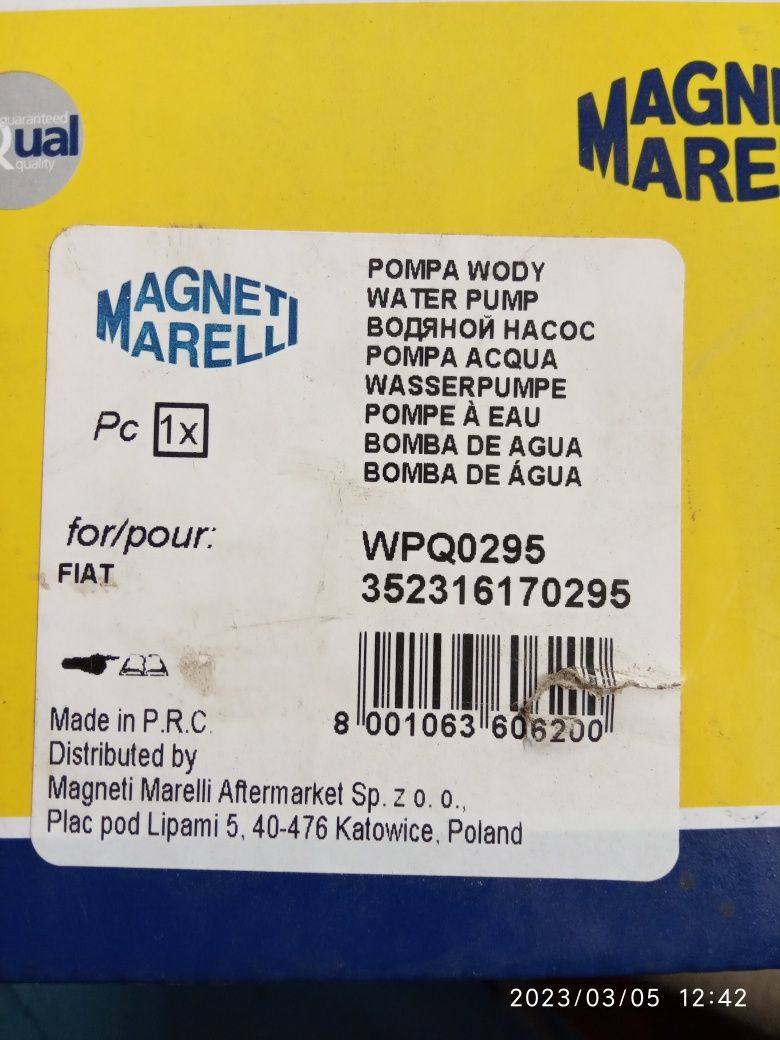 guaranteed
Qual
quality
MAGNETI
MARELLI
POMPA WODY
WATER PUMP
ВОДЯНОЙ НАСОС
POMPA ACQUA
WASSERPUMPE
POMPE À EAU
BOMBA DE AGUA
BOMBA DE ÁGUA
Pc 1x
for/pour:
FIAT
WPQ0295
352316170295
8 001063 606200
Made in P.R.C.
Distributed by
Magneti Marelli Aftermarket Sp. z o. o.,
Plac pod Lipami 5, 40-476 Katowice, Poland
2023/03/05 12:42